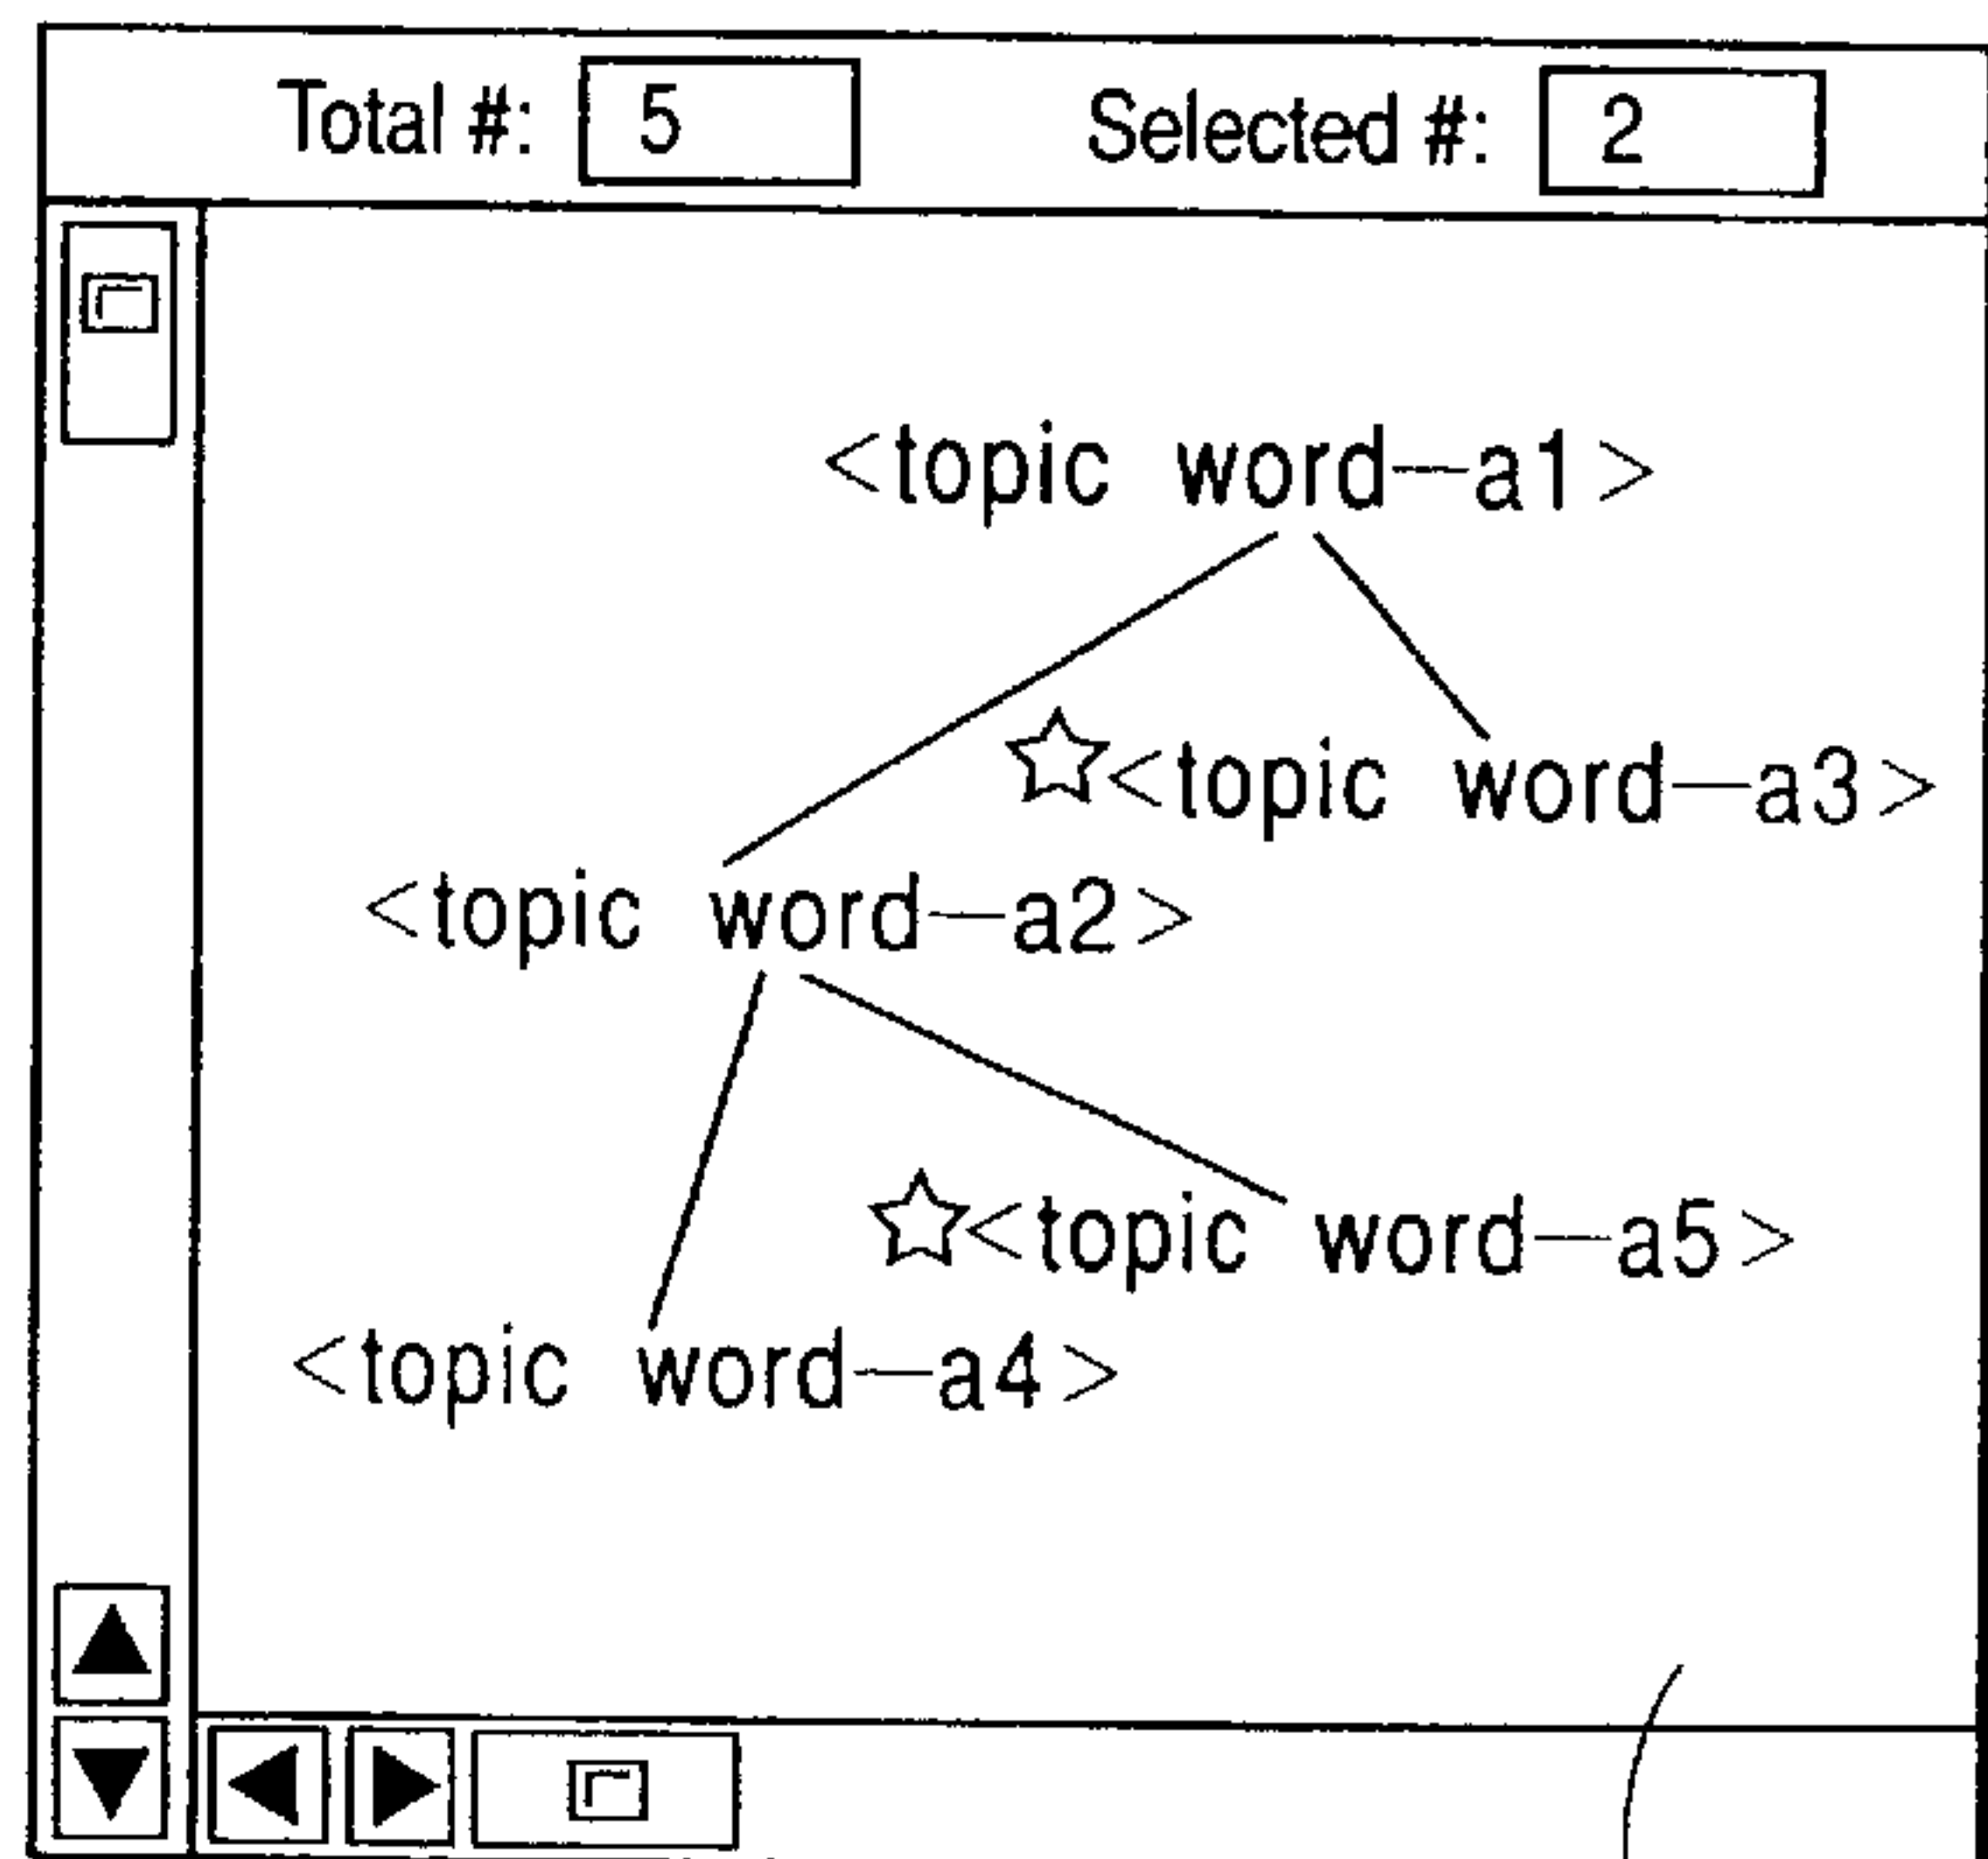 Total #: 5 Selected #: 2
<topic word—a1>
☆<topic word—a3>
<topic word—a2>
☆<topic word—a5>
<topic word—a4>